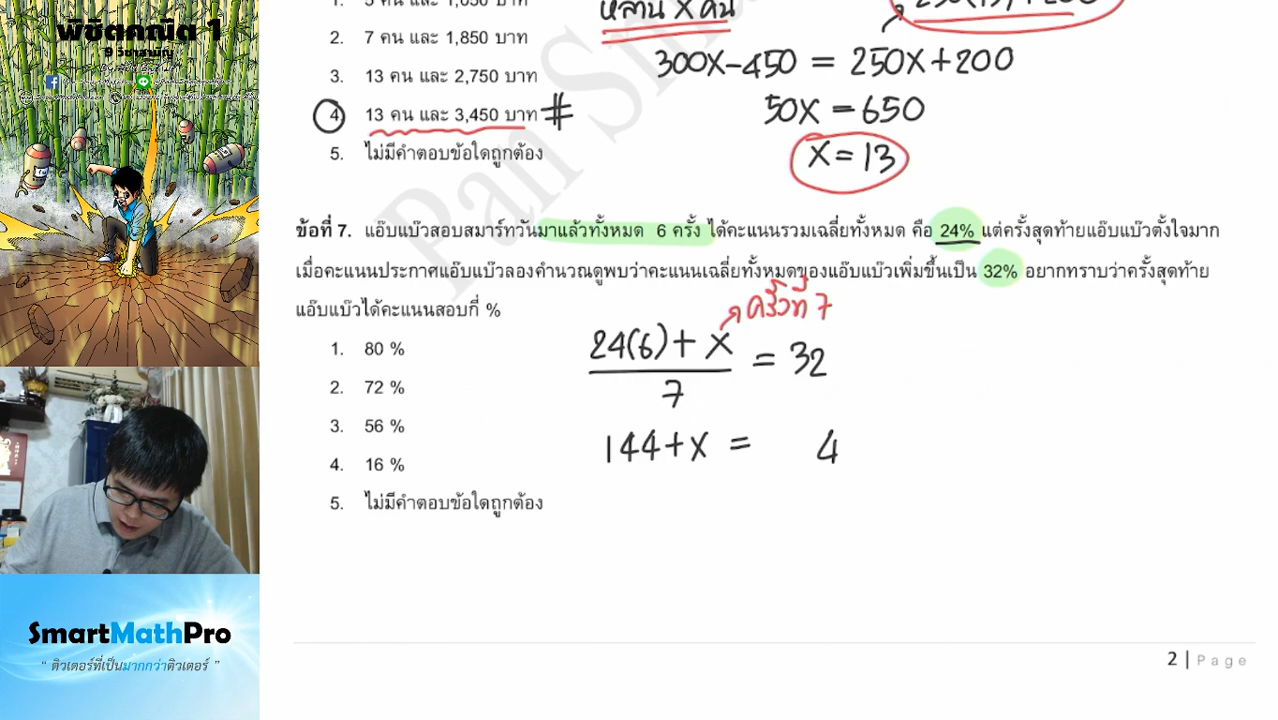 พิชิตคณิต 1
9 วิชาสามัญ
2. 7 คน และ 1,850 บาท
3. 13 คน และ 2,750 บาท
4 13 คน และ 3,450 บาท #
5. ไม่มีคำตอบข้อใดถูกต้อง
หลาน x คน
300x-450 = 250x+200
50x = 650
x = 13
ข้อที่ 7. แอ๊บแบ๊วสอบสมาร์ทวันมาแล้วทั้งหมด 6 ครั้ง ได้คะแนนรวมเฉลี่ยทั้งหมด คือ 24% แต่ครั้งสุดท้ายแอ๊บแบ๊วตั้งใจมาก
เมื่อคะแนนประกาศแอ๊บแบ๊วลองคำนวณดูพบว่าคะแนนเฉลี่ยทั้งหมดของแอ๊บแบ๊วเพิ่มขึ้นเป็น 32% อยากทราบว่าครั้งสุดท้าย
แอ๊บแบ๊วได้คะแนนสอบกี่ %
1. 80 %
2. 72 %
3. 56 %
4. 16 %
5. ไม่มีคำตอบข้อใดถูกต้อง
ครั้งที่ 7
24(6) + x
7
= 32
144+x = 4
SmartMathPro
“ ติวเตอร์ที่เป็นมากกว่าติวเตอร์ ”
2 | Page